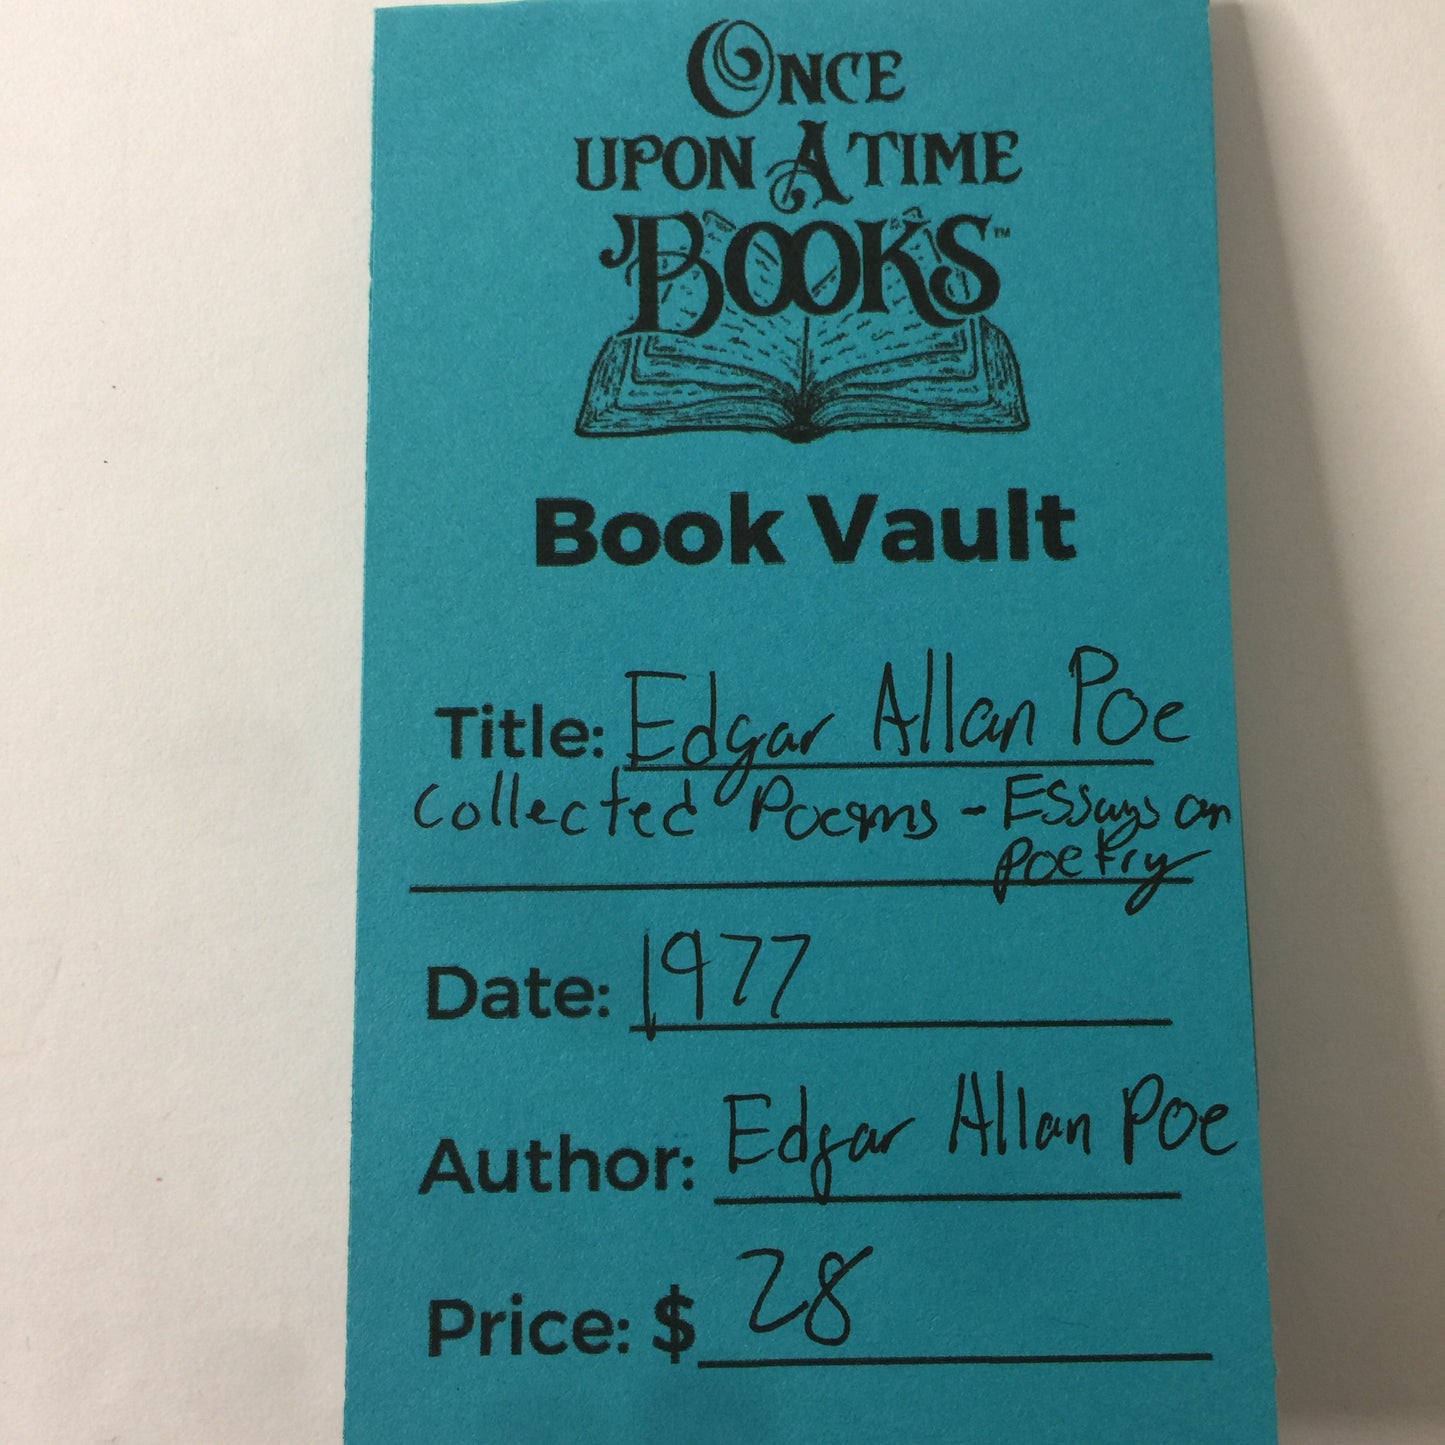 ONCE
UPON A TIME
BOOKS™
Book Vault
Title: Edgar Allan Poe
Collected Poems - Essays on
poetry
Date: 1977
Author: Edgar Allan Poe
Price: $ 28